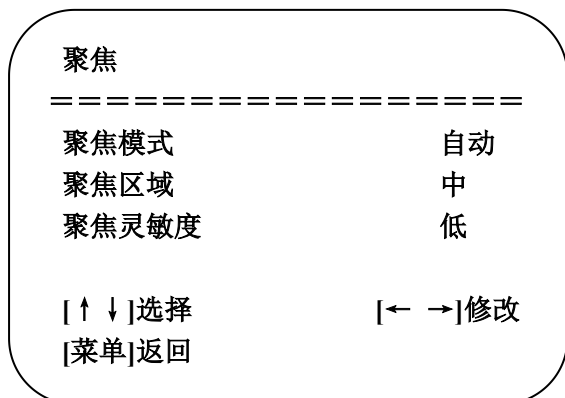 聚焦
=================
聚焦模式 自动
聚焦区域 中
聚焦灵敏度 低
[↑ ↓]选择 [← →]修改
[菜单]返回